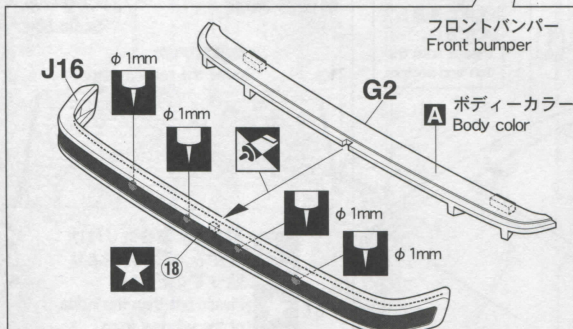 フロントバンパー
Front bumper
J16
φ 1mm
φ 1mm
G2
A ボディーカラー
Body color
φ 1mm
φ 1mm
18